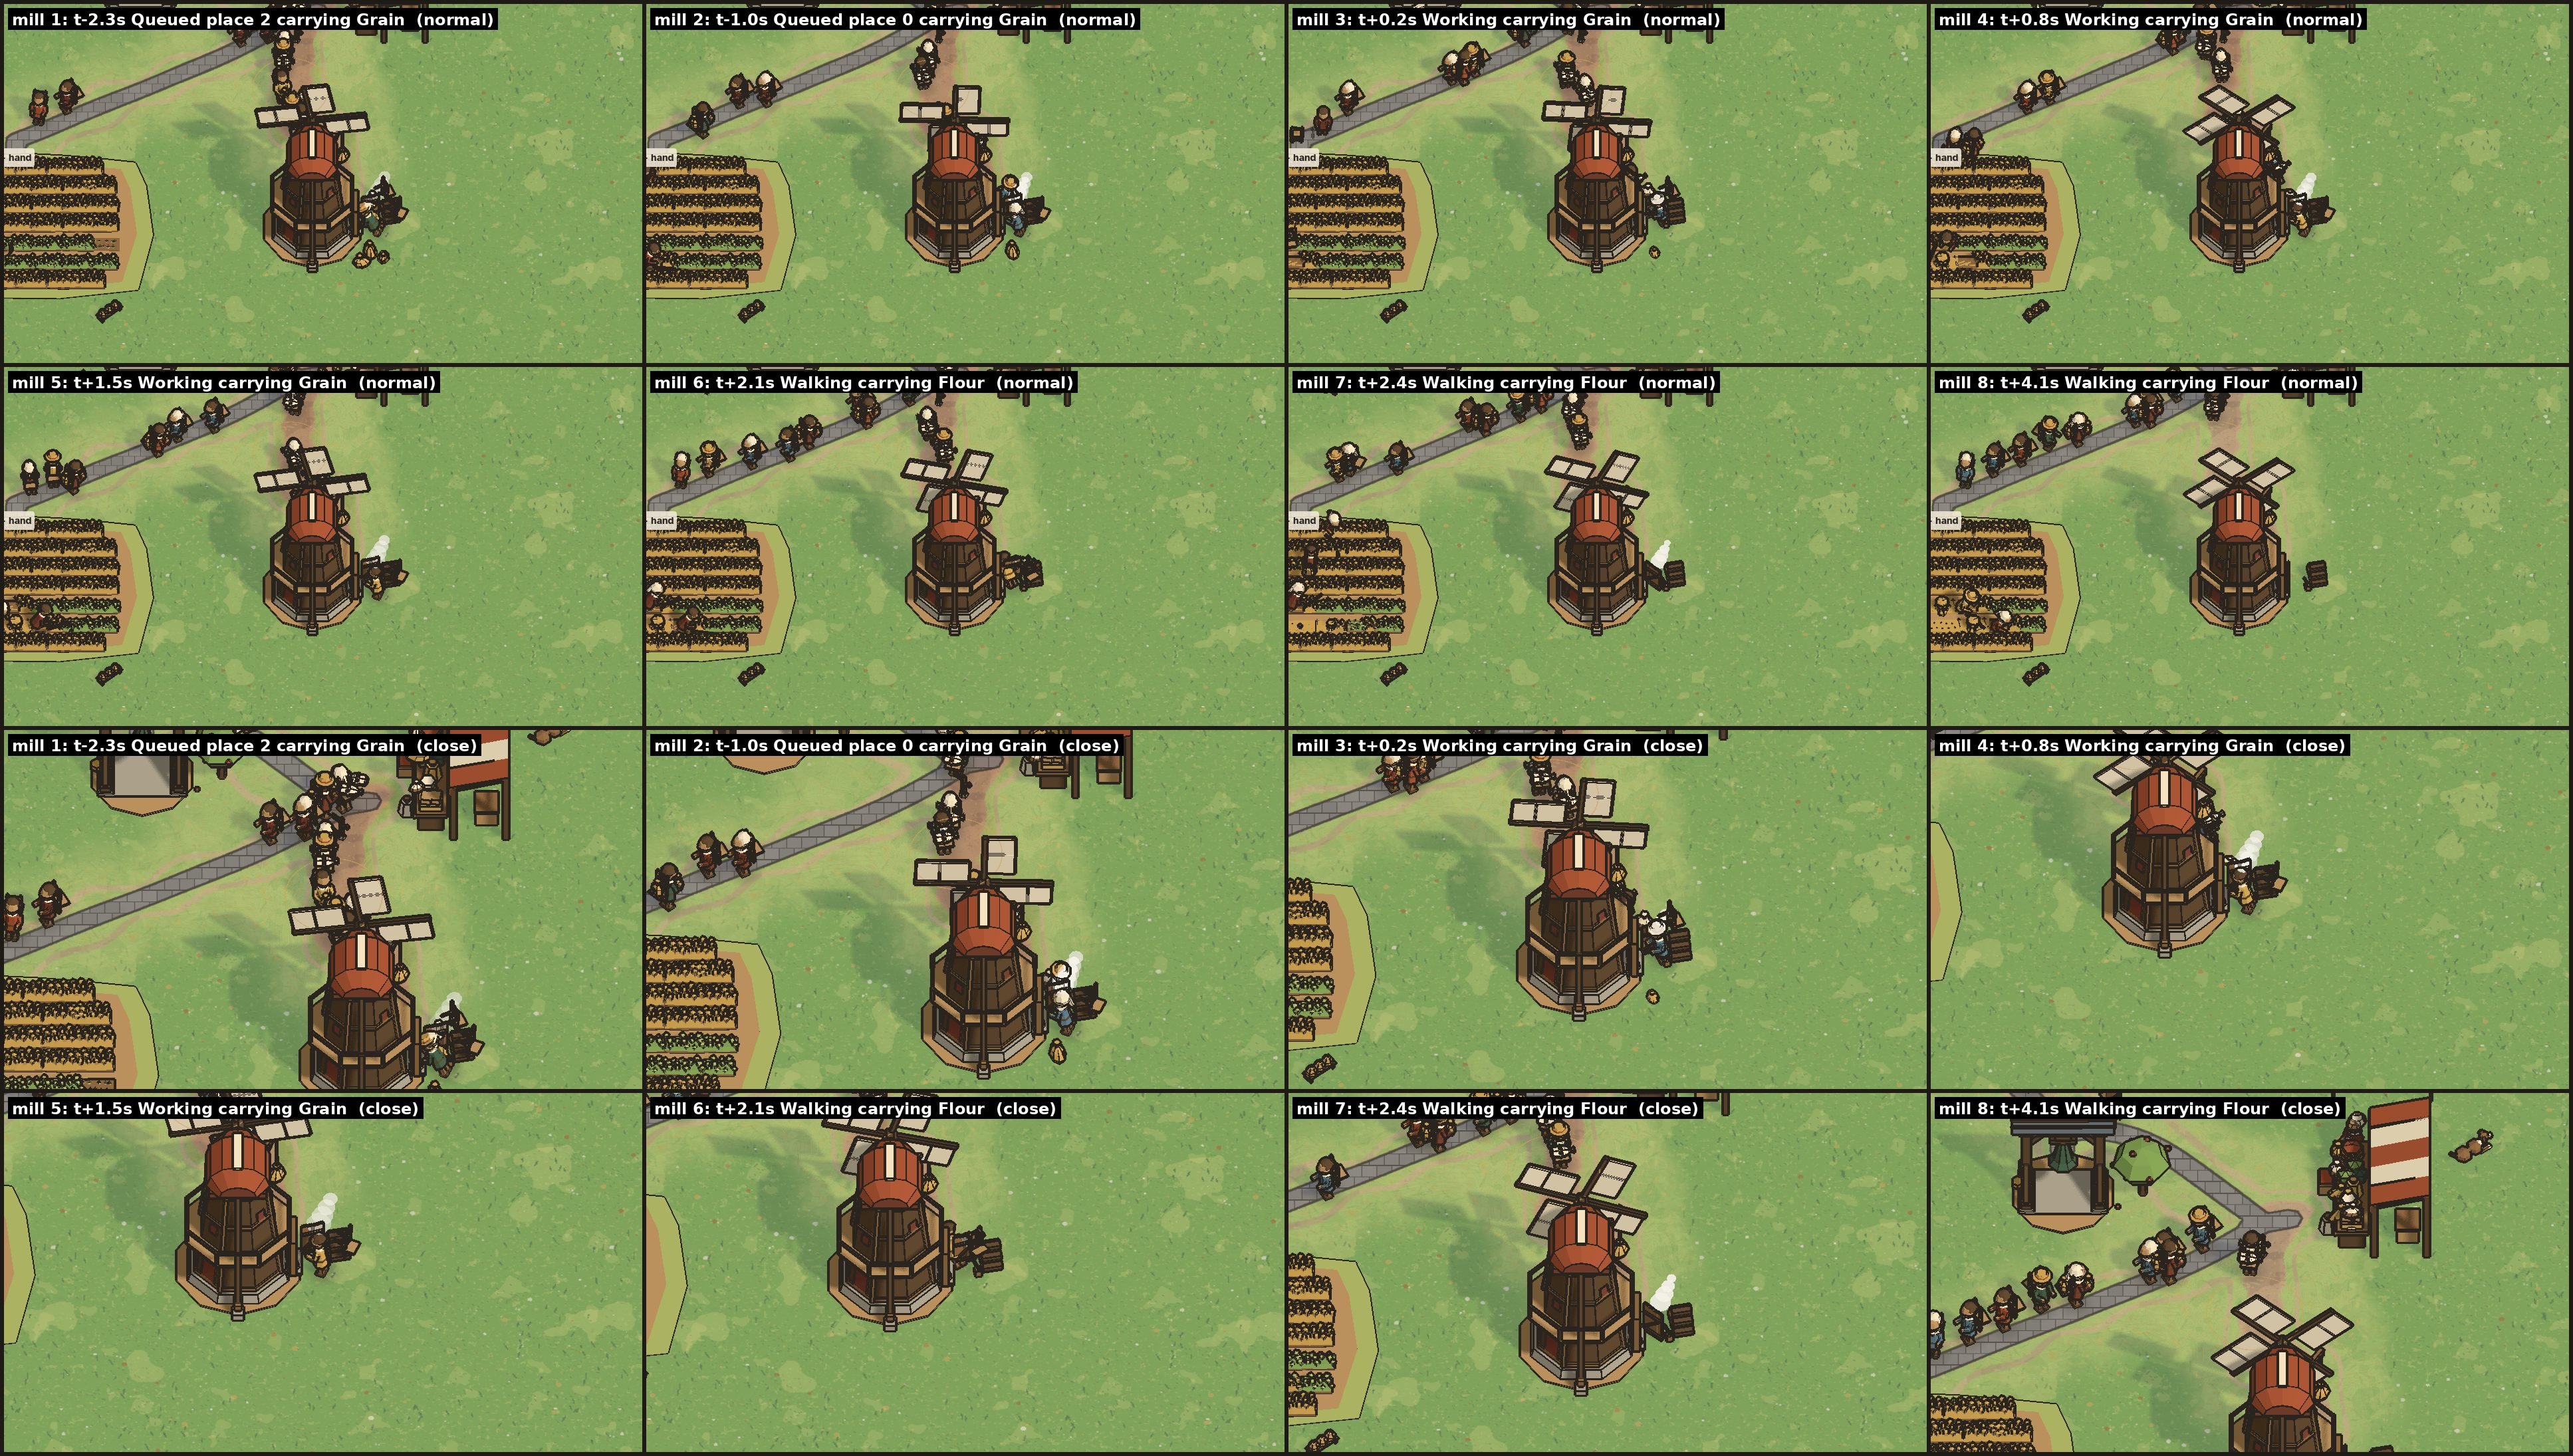 mill 1: t-2.3s Queued place 2 carrying Grain (normal)
mill 2: t-1.0s Queued place 0 carrying Grain (normal)
mill 3: t+0.2s Working carrying Grain (normal)
mill 4: t+0.8s Working carrying Grain (normal)
hand
hand
hand
hand
mill 5: t+1.5s Working carrying Grain (normal)
mill 6: t+2.1s Walking carrying Flour (normal)
mill 7: t+2.4s Walking carrying Flour (normal)
mill 8: t+4.1s Walking carrying Flour (normal)
hand
hand
hand
hand
mill 1: t-2.3s Queued place 2 carrying Grain (close)
mill 2: t-1.0s Queued place 0 carrying Grain (close)
mill 3: t+0.2s Working carrying Grain (close)
mill 4: t+0.8s Working carrying Grain (close)
mill 5: t+1.5s Working carrying Grain (close)
mill 6: t+2.1s Walking carrying Flour (close)
mill 7: t+2.4s Walking carrying Flour (close)
mill 8: t+4.1s Walking carrying Flour (close)